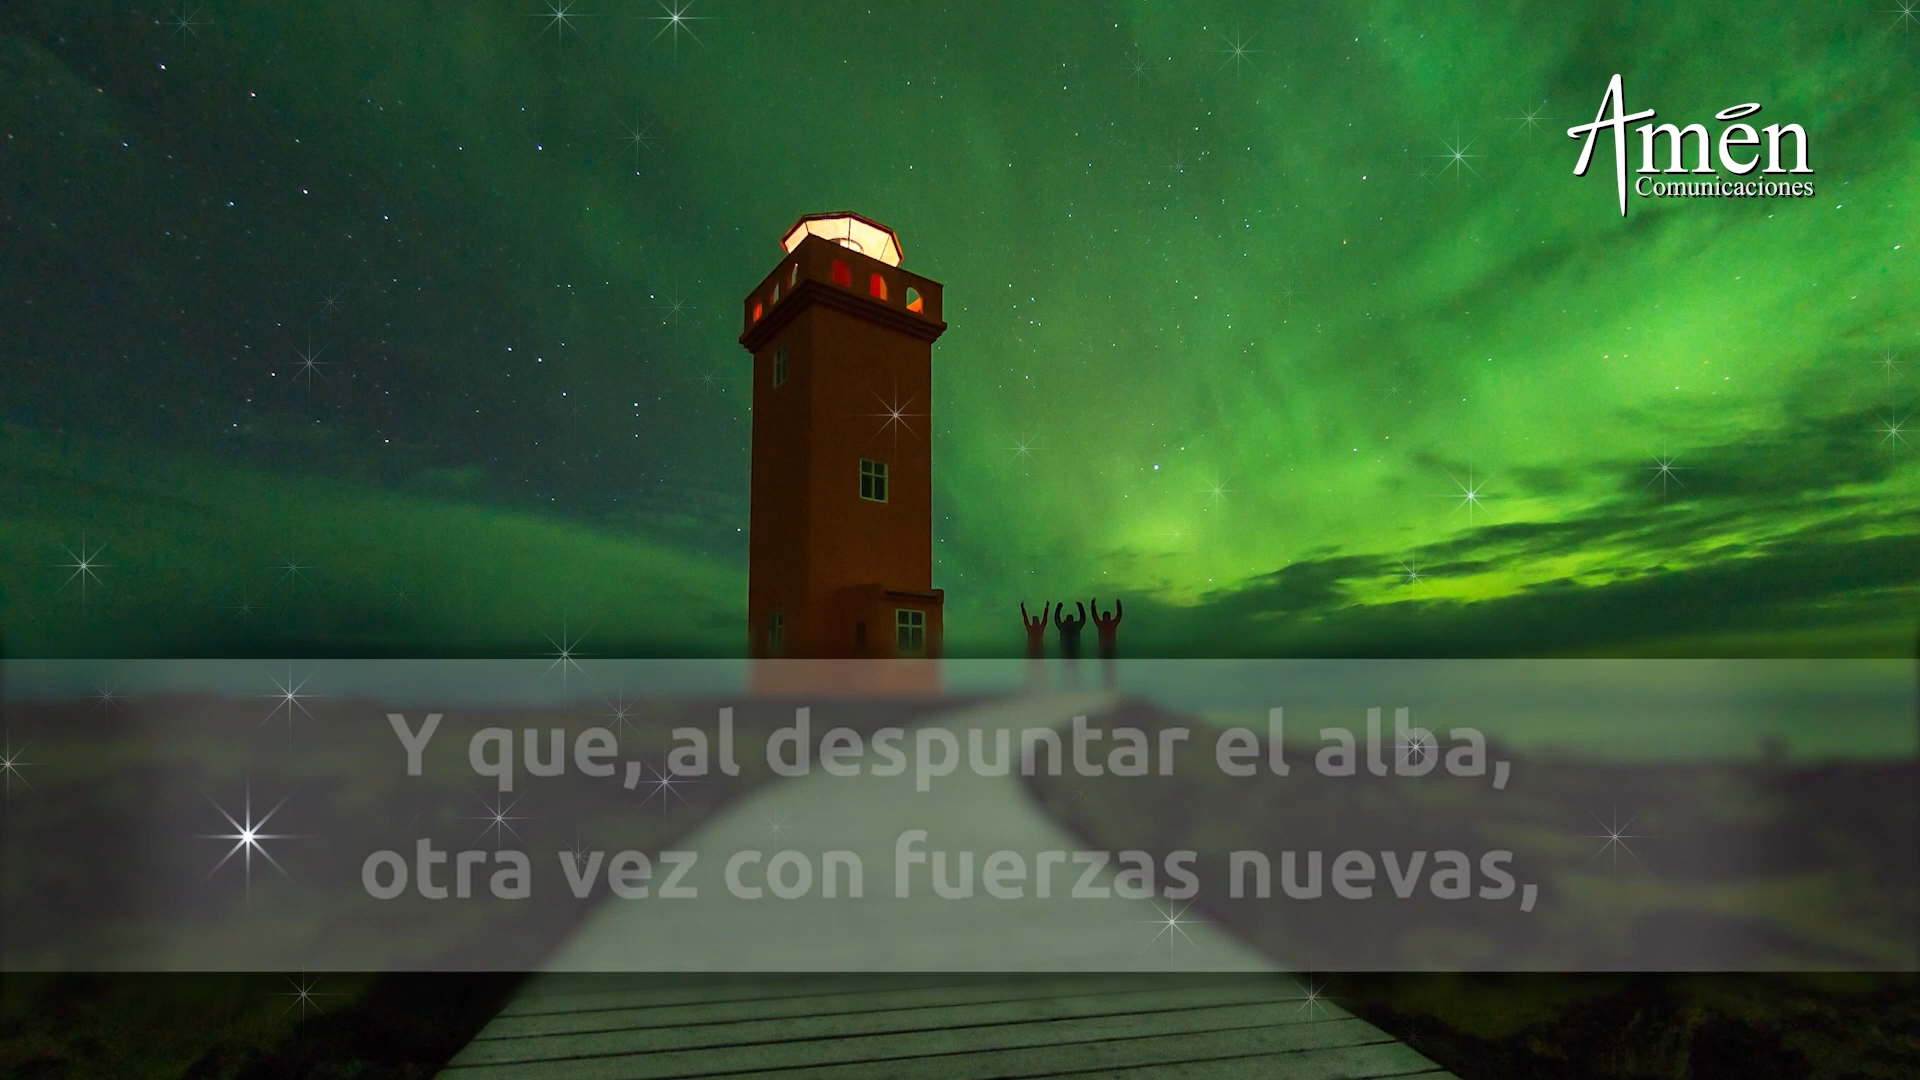 Amén
Comunicaciones
Y que, al despuntar el alba,
otra vez con fuerzas nuevas,